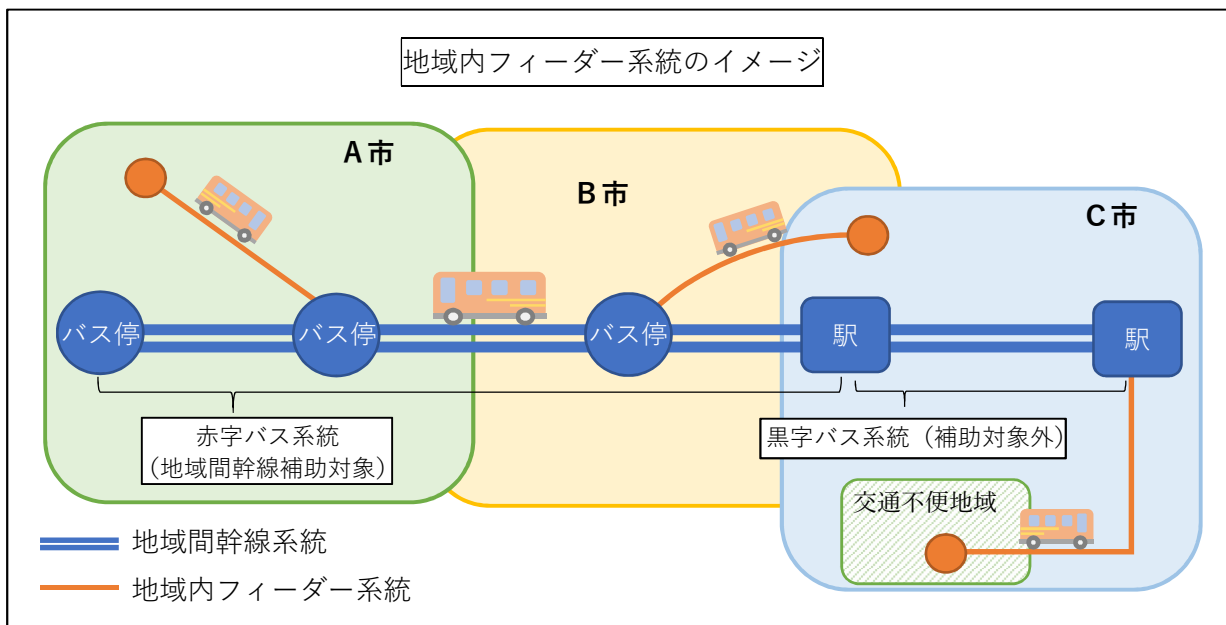 地域内フィーダー系統のイメージ
A市
B市
C市
バス停
バス停
バス停
駅
駅
赤字バス系統
(地域間幹線補助対象)
黒字バス系統（補助対象外)
交通不便地域
地域間幹線系統
地域内フィーダー系統